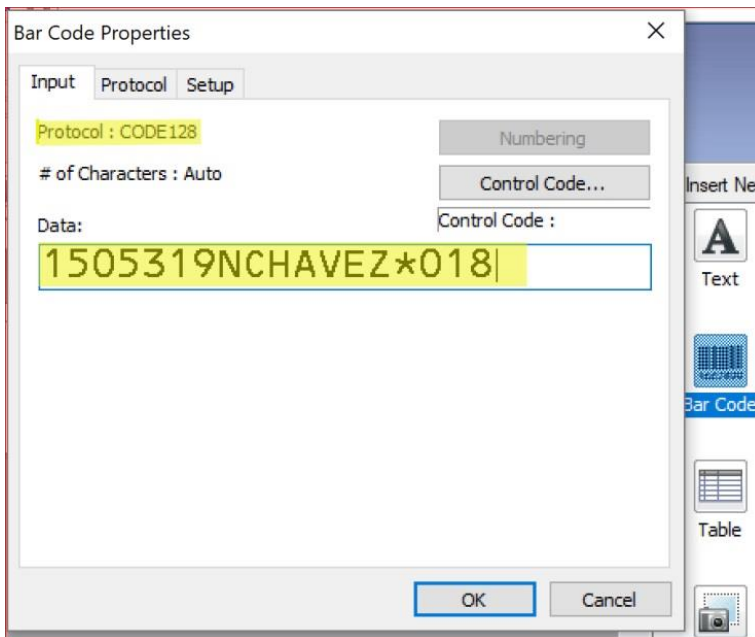 Bar Code Properties
Input Protocol Setup
Protocol : CODE128
Numbering
# of Characters : Auto
Control Code...
Data:
Control Code :
1505319NCHAVEZ*018
OK Cancel
Insert Ne
Text
Bar Code
Table